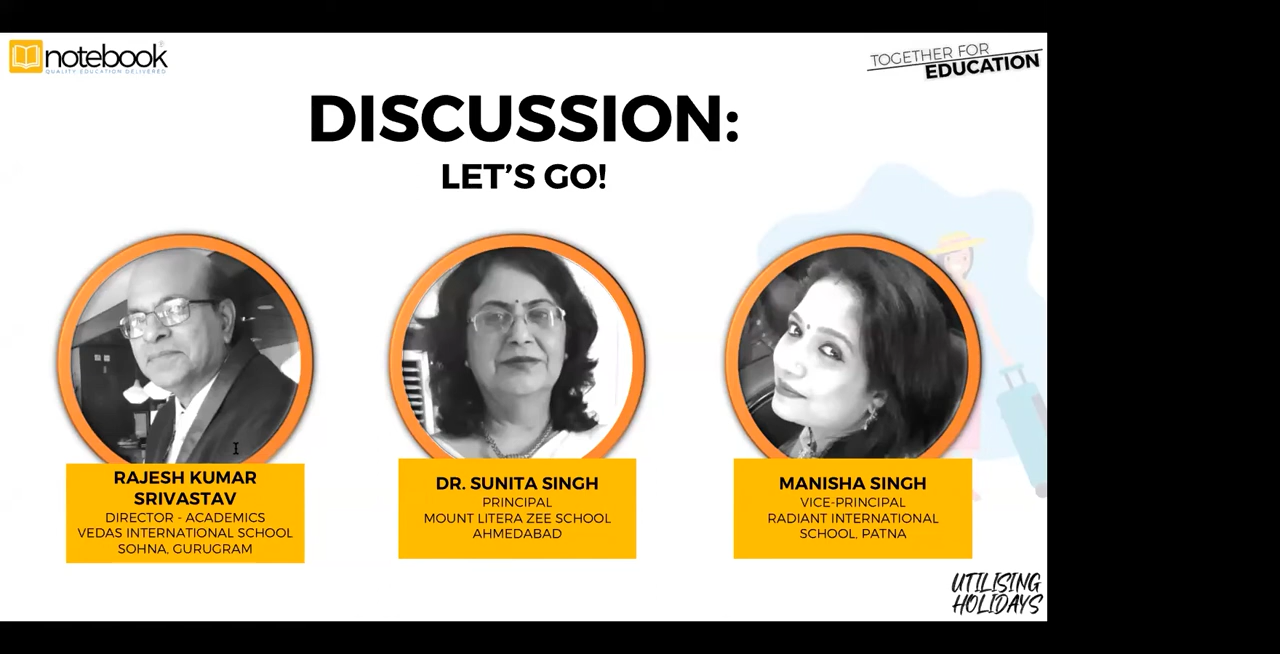 notebook
QUALITY EDUCATION DELIVERED
TOGETHER FOR
EDUCATION
DISCUSSION:
LET'S GO!
RAJESH KUMAR
SRIVASTAV
DIRECTOR - ACADEMICS
VEDAS INTERNATIONAL SCHOOL
SOHNA, GURUGRAM
DR. SUNITA SINGH
PRINCIPAL
MOUNT LITERA ZEE SCHOOL
AHMEDABAD
MANISHA SINGH
VICE-PRINCIPAL
RADIANT INTERNATIONAL
SCHOOL, PATNA
UTILISING
HOLIDAYS